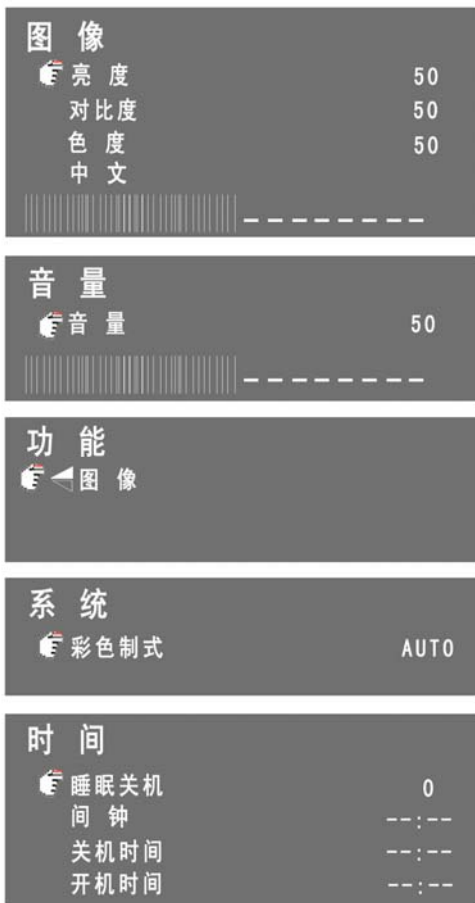 图 像
亮 度 50
对比度 50
色 度 50
中 文
音 量
音 量 50
功 能
图 像
系 统
彩色制式 AUTO
时 间
睡眠关机 0
间 钟 --:--
关机时间 --:--
开机时间 --:--